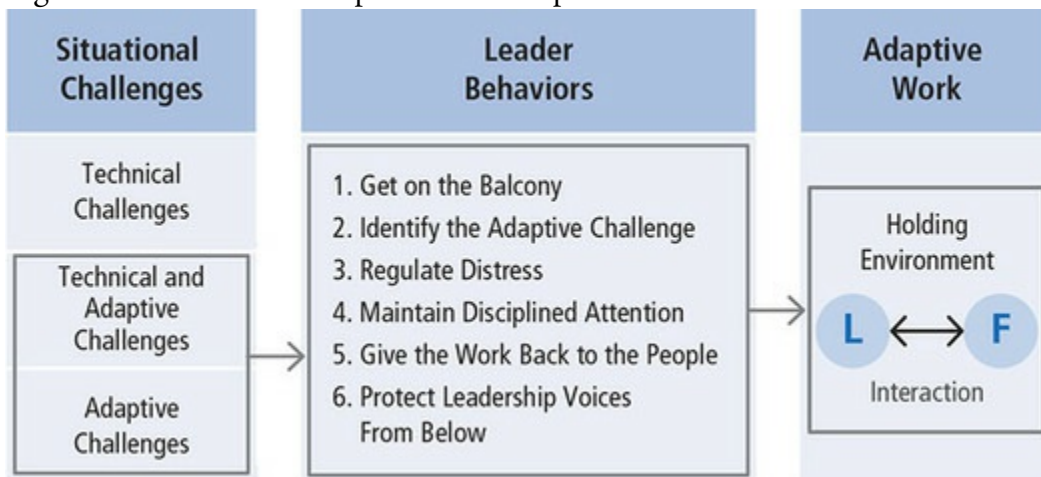 Situational
Challenges
Technical
Challenges
Technical and
Adaptive
Challenges
Adaptive
Challenges
Leader
Behaviors
1. Get on the Balcony
2. Identify the Adaptive Challenge
3. Regulate Distress
4. Maintain Disciplined Attention
5. Give the Work Back to the People
6. Protect Leadership Voices
From Below
Adaptive
Work
Holding
Environment
L F
Interaction